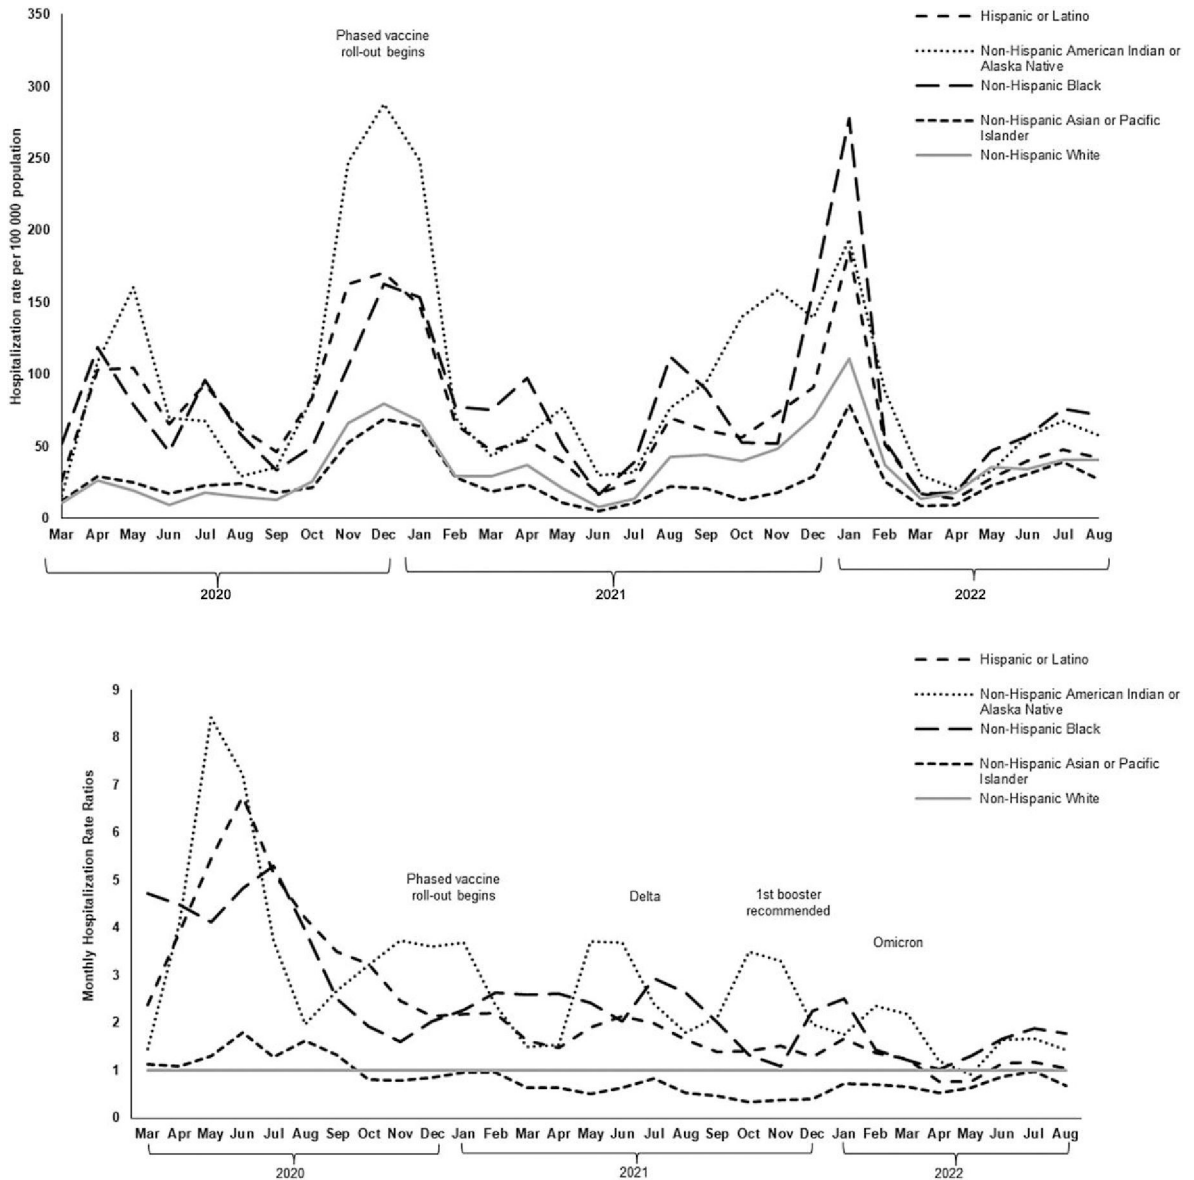 350
300
250
200
150
100
50
0
Hospitalization rate per 100 000 population
Phased vaccine
roll-out begins
Hispanic or Latino
Non-Hispanic American Indian or
Alaska Native
Non-Hispanic Black
Non-Hispanic Asian or Pacific
Islander
Non-Hispanic White
Mar Apr May Jun Jul Aug Sep Oct Nov Dec Jan Feb Mar Apr May Jun Jul Aug Sep Oct Nov Dec Jan Feb Mar Apr May Jun Jul Aug
2020 2021 2022
9
8
7
6
5
4
3
2
1
0
Monthly Hospitalization Rate Ratios
Hispanic or Latino
Non-Hispanic American Indian or
Alaska Native
Non-Hispanic Black
Non-Hispanic Asian or Pacific
Islander
Non-Hispanic White
Phased vaccine
roll-out begins
Delta
1st booster
recommended
Omicron
Mar Apr May Jun Jul Aug Sep Oct Nov Dec Jan Feb Mar Apr May Jun Jul Aug Sep Oct Nov Dec Jan Feb Mar Apr May Jun Jul Aug
2020 2021 2022